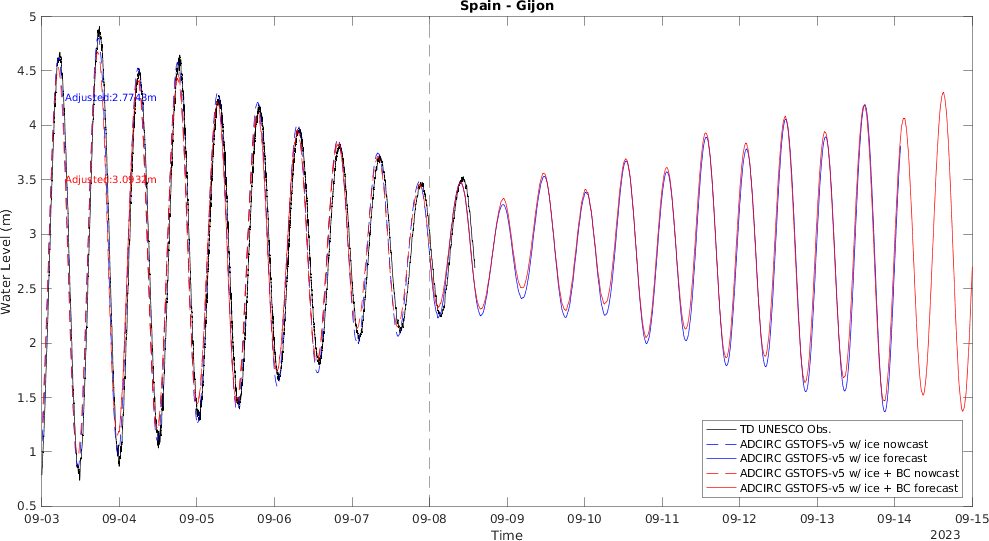 Spain - Gijon
5
4.5
4
3.5
3
2.5
2
1.5
1
0.5
Water Level (m)
Adjusted:2.7743m
Adjusted:3.0932m
TD UNESCO Obs.
ADCIRC GSTOFS-v5 w/ ice nowcast
ADCIRC GSTOFS-v5 w/ ice forecast
ADCIRC GSTOFS-v5 w/ ice + BC nowcast
ADCIRC GSTOFS-v5 w/ ice + BC forecast
09-03 09-04 09-05 09-06 09-07 09-08 09-09 09-10 09-11 09-12 09-13 09-14 09-15
Time
2023